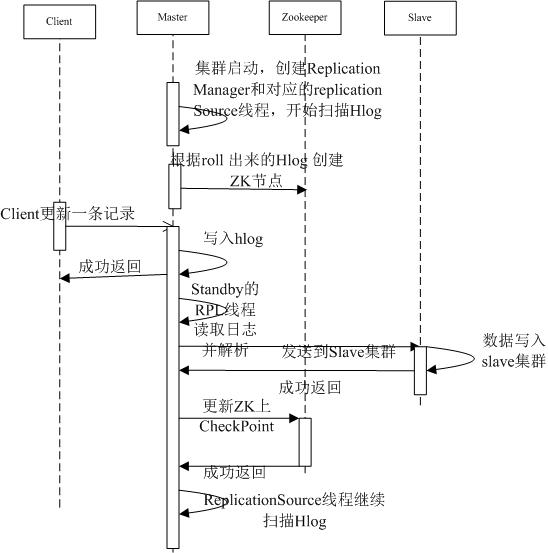 Client
Master
Zookeeper
Slave
集群启动，创建Replication
Manager和对应的replication
Source线程，开始扫描Hlog
根据roll 出来的Hlog 创建
ZK节点
Client更新一条记录
写入hlog
成功返回
Standby的
RPL线程
读取日志
并解析
发送到Slave集群
数据写入
slave集群
成功返回
更新ZK上
CheckPoint
成功返回
ReplicationSource线程继续
扫描Hlog